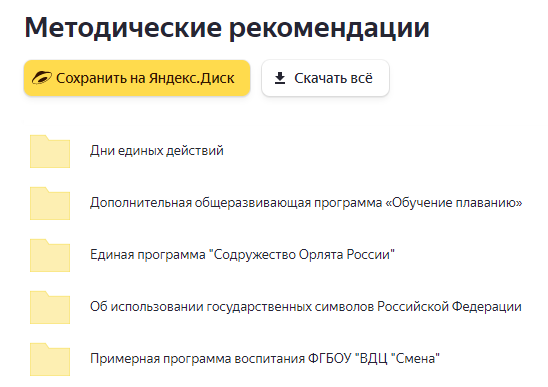 Методические рекомендации
Сохранить на Яндекс.Диск
Скачать всё
Дни единых действий
Дополнительная общеразвивающая программа «Обучение плаванию»
Единая программа "Содружество Орлята России"
Об использовании государственных символов Российской Федерации
Примерная программа воспитания ФГБОУ "ВДЦ "Смена"